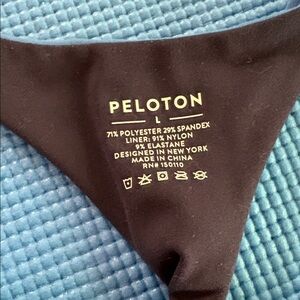 PELOTON
L
71% POLYESTER 29% SPANDEX
LINER: 91% NYLON
9% ELASTANE
DESIGNED IN NEW YORK
MADE IN CHINA
RN# 150110